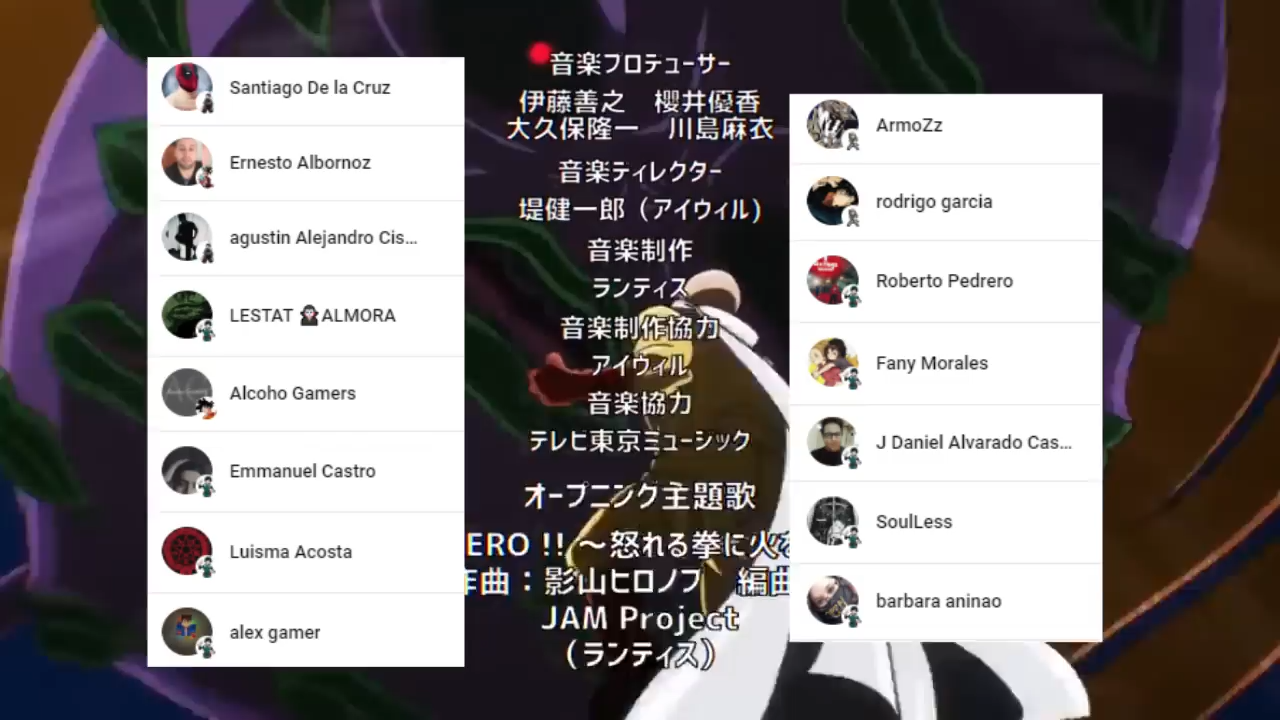 Santiago De la Cruz
Ernesto Albornoz
agustin Alejandro Cis...
LESTAT 🧛🏻ALMORA
Alcoho Gamers
Emmanuel Castro
Luisma Acosta
alex gamer
音楽プロデューサー
伊藤善之　櫻井優香
大久保隆一　川島麻衣
音楽ディレクター
堤健一郎（アイウィル）
音楽制作
ランティス
音楽制作協力
アイウィル
音楽協力
テレビ東京ミュージック
オープニング主題歌
ERO !! ～怒れる拳に火
作曲：影山ヒロノブ　編曲
JAM Project
（ランティス）
ArmoZz
rodrigo garcia
Roberto Pedrero
Fany Morales
J Daniel Alvarado Cas...
SoulLess
barbara aninao